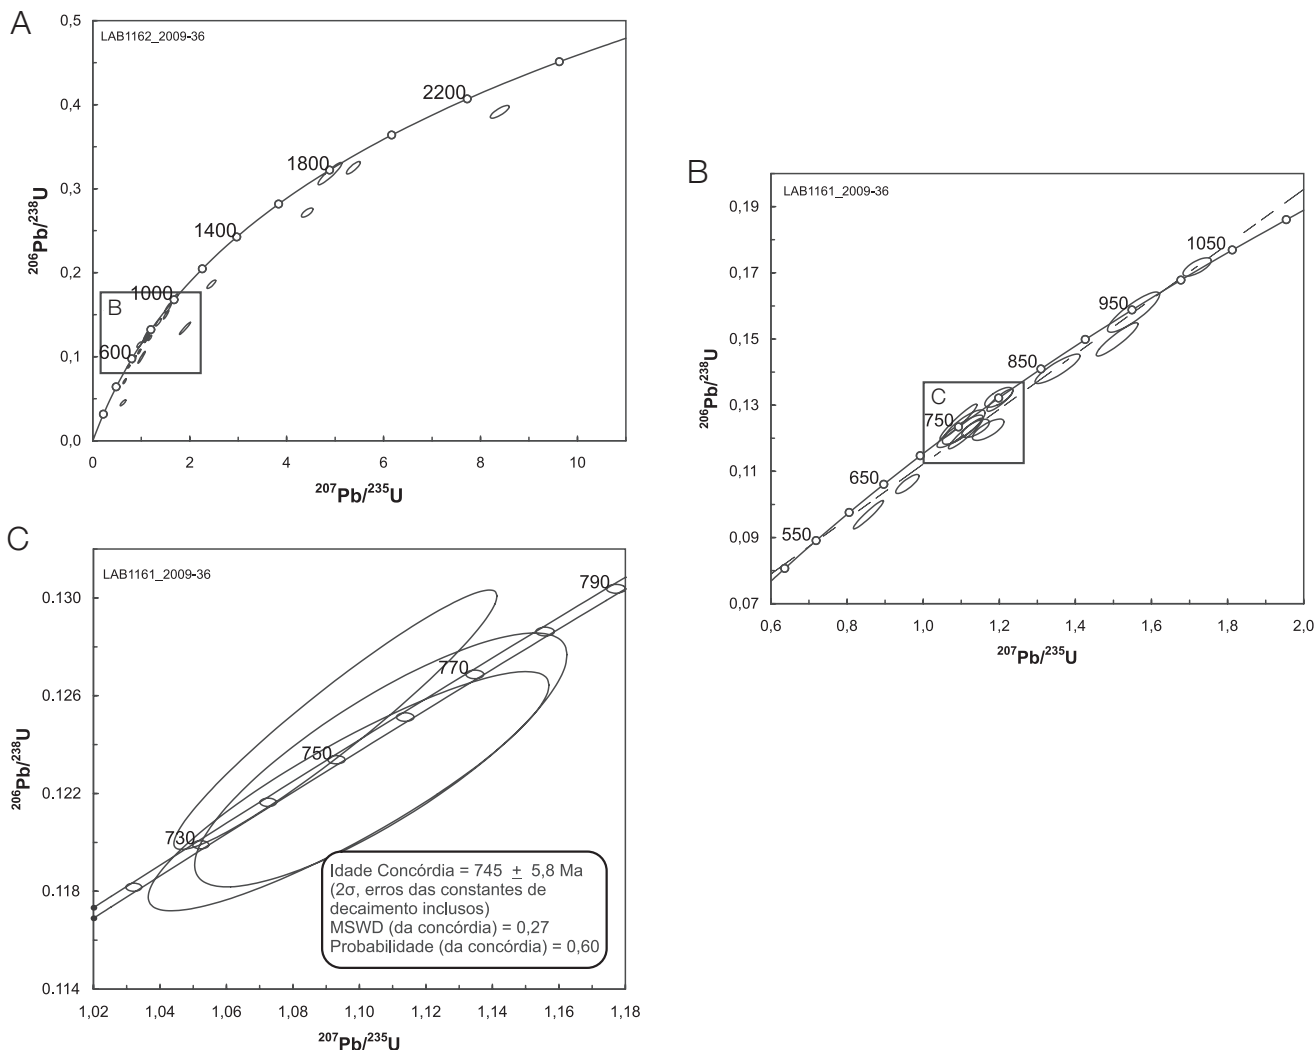 A
LAB1162_2009-36
0,5
0,4
0,3
0,2
0,1
0,0
2200
1800
1400
1000
600
B
206Pb/238U
0
2
4
6
8
10
207Pb/235U
B
LAB1161_2009-36
0,19
0,17
0,15
0,13
0,11
0,09
0,07
1050
950
850
750
650
550
C
206Pb/238U
0,6
0,8
1,0
1,2
1,4
1,6
1,8
2,0
207Pb/235U
C
LAB1161_2009-36
0.130
0.126
0.122
0.118
0.114
790
770
750
730
206Pb/238U
Idade Concórdia = 745 ± 5,8 Ma
(2σ, erros das constantes de
decaimento inclusos)
MSWD (da concórdia) = 0,27
Probabilidade (da concórdia) = 0,60
1,02
1,04
1,06
1,08
1,10
1,12
1,14
1,16
1,18
207Pb/235U